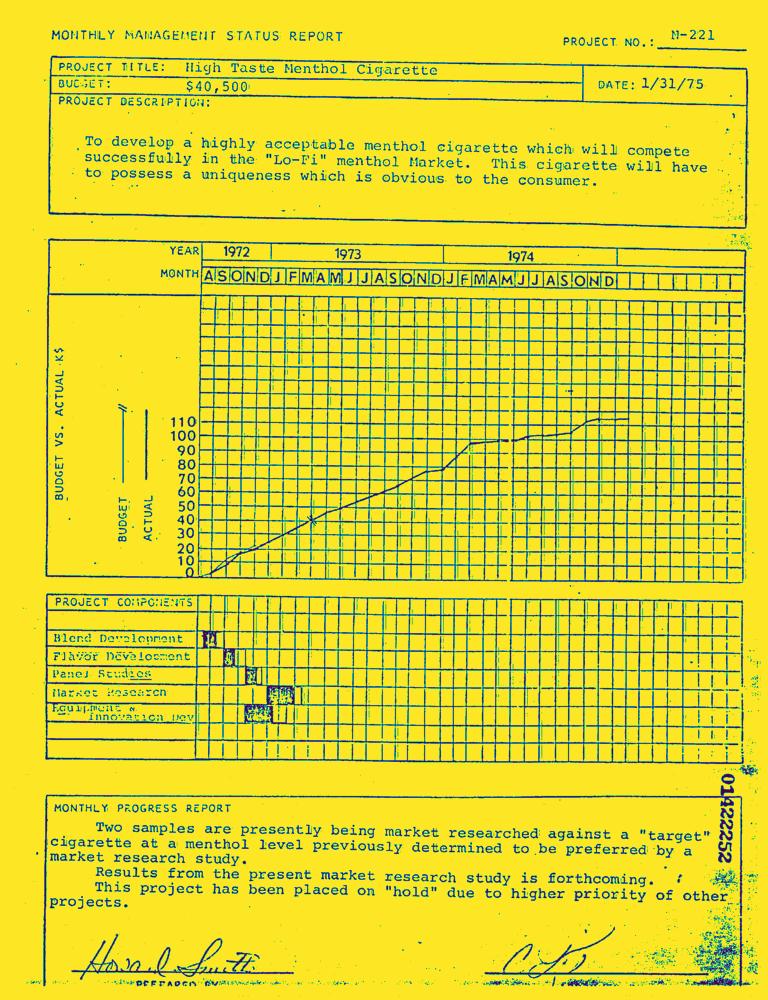 MONTHLY MANAGEMENT STATUS REPORT
PROJECT NO.: N-221
PROJECT TITLE: High Taste Menthol Cigarette
BUDGET: $40,500
DATE: 1/31/75
PROJECT DESCRIPTION:
To develop a highly acceptable menthol cigarette which will compete
successfully in the "Lo-Fi" menthol Market. This cigarette will have
to possess a uniqueness which is obvious to the consumer.
YEAR 1972 1973 1974
MONTH A S O N D J F M A M J J A S O N D J F M A M J J A S O N D
BUDGET VS. ACTUAL K$
BUDGET
ACTUAL
110
100
90
80
70
60
50
40
30
20
10
0
PROJECT COMPONENTS
Blend Development
Flavor Development
Panel Studies
Market Research
Equipment &
Innovation Dev
014222252
MONTHLY PROGRESS REPORT
Two samples are presently being market researched against a "target"
cigarette at a menthol level previously determined to be preferred by a
market research study.
Results from the present market research study is forthcoming.
This project has been placed on "hold" due to higher priority of other
projects.
PREPARED BY